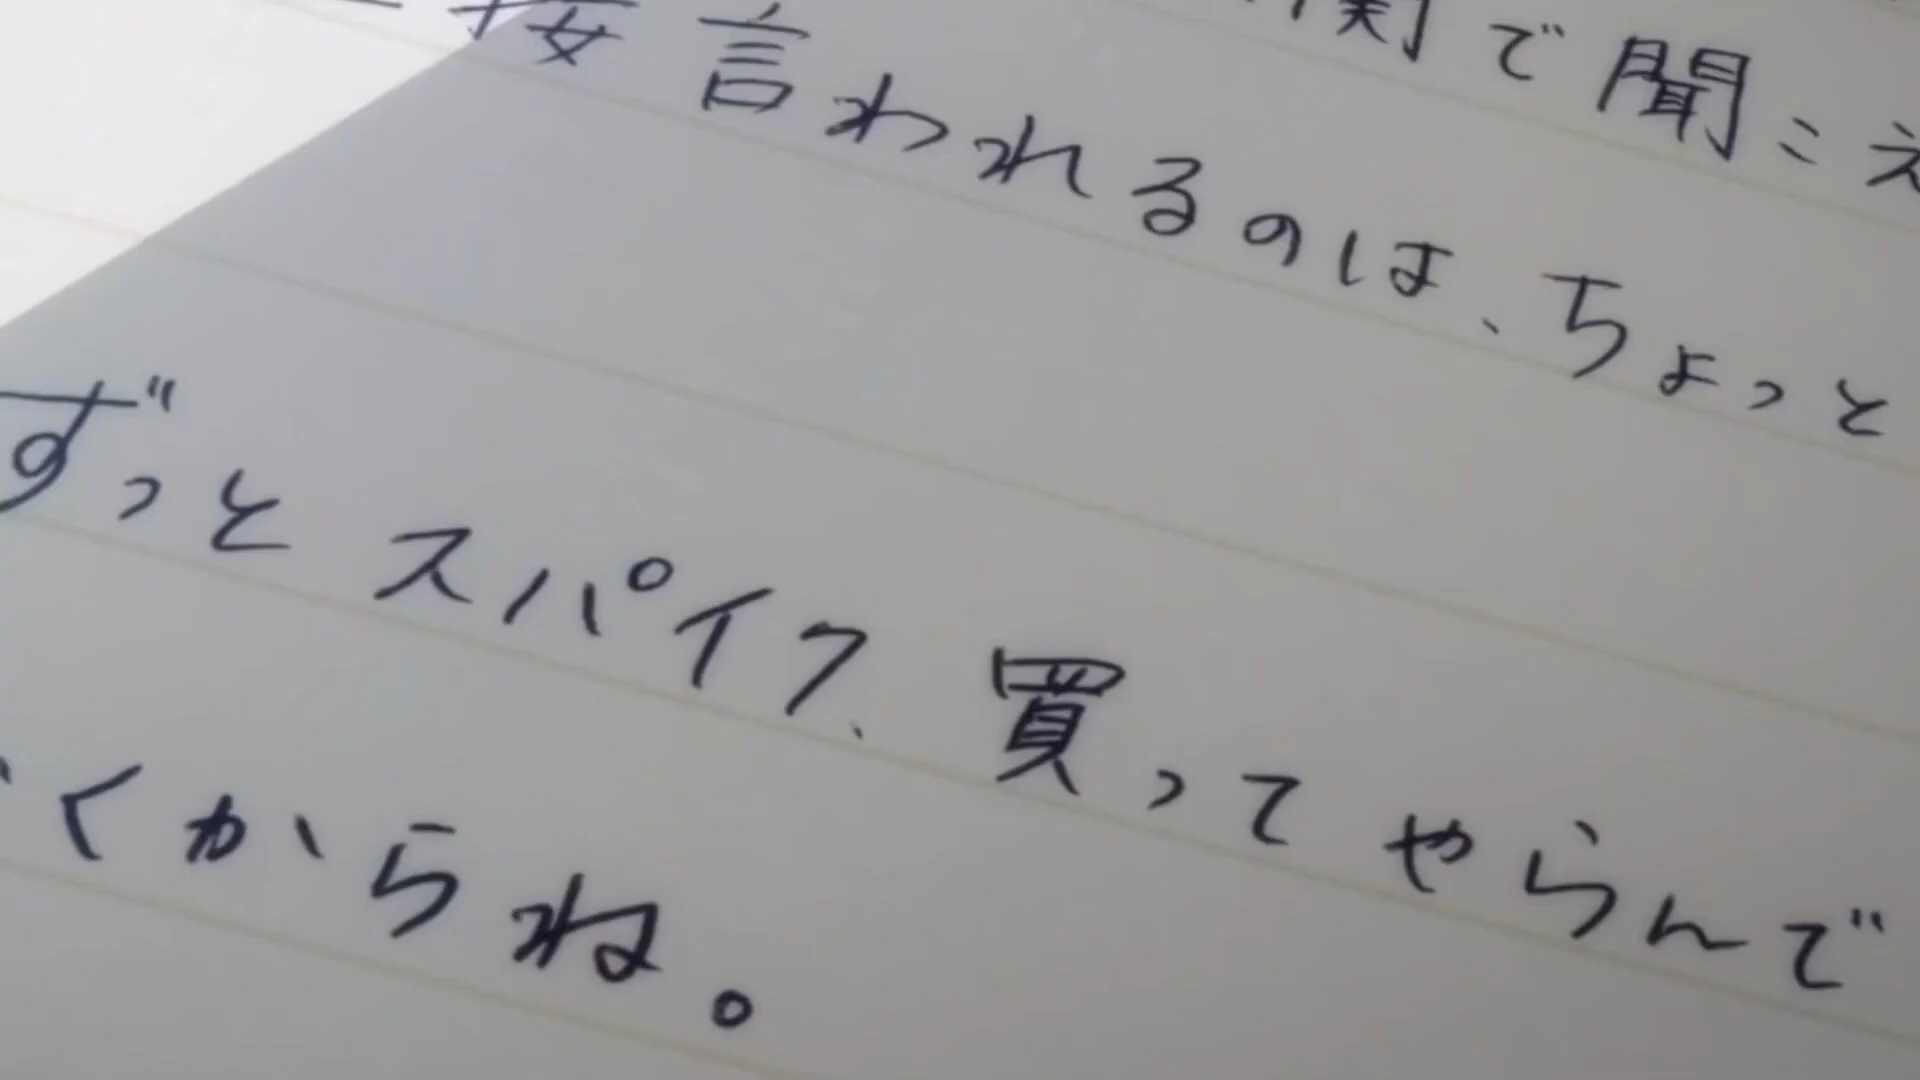 関で聞こえ
接言われるのは、ちょっと
ずっとスパイク、買ってやらんで
くからね。